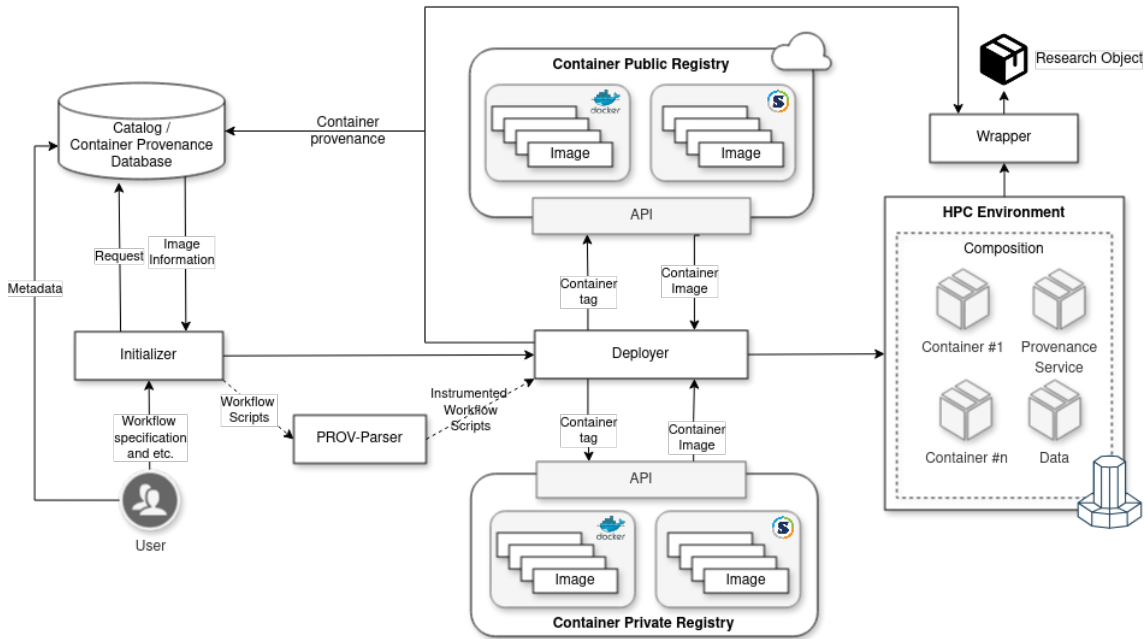 Container Public Registry
docker
S
Image
Image
API
Research Object
Wrapper
Catalog /
Container Provenance
Database
Container
provenance
Metadata
Request
Image
Information
Container
tag
Container
Image
HPC Environment
Composition
Container #1
Provenance
Service
Container #n
Data
Initializer
Deployer
Workflow
Scripts
Instrumented
Workflow
Scripts
PROV-Parser
Workflow
specification
and etc.
User
Container
tag
Container
Image
API
docker
S
Image
Image
Container Private Registry